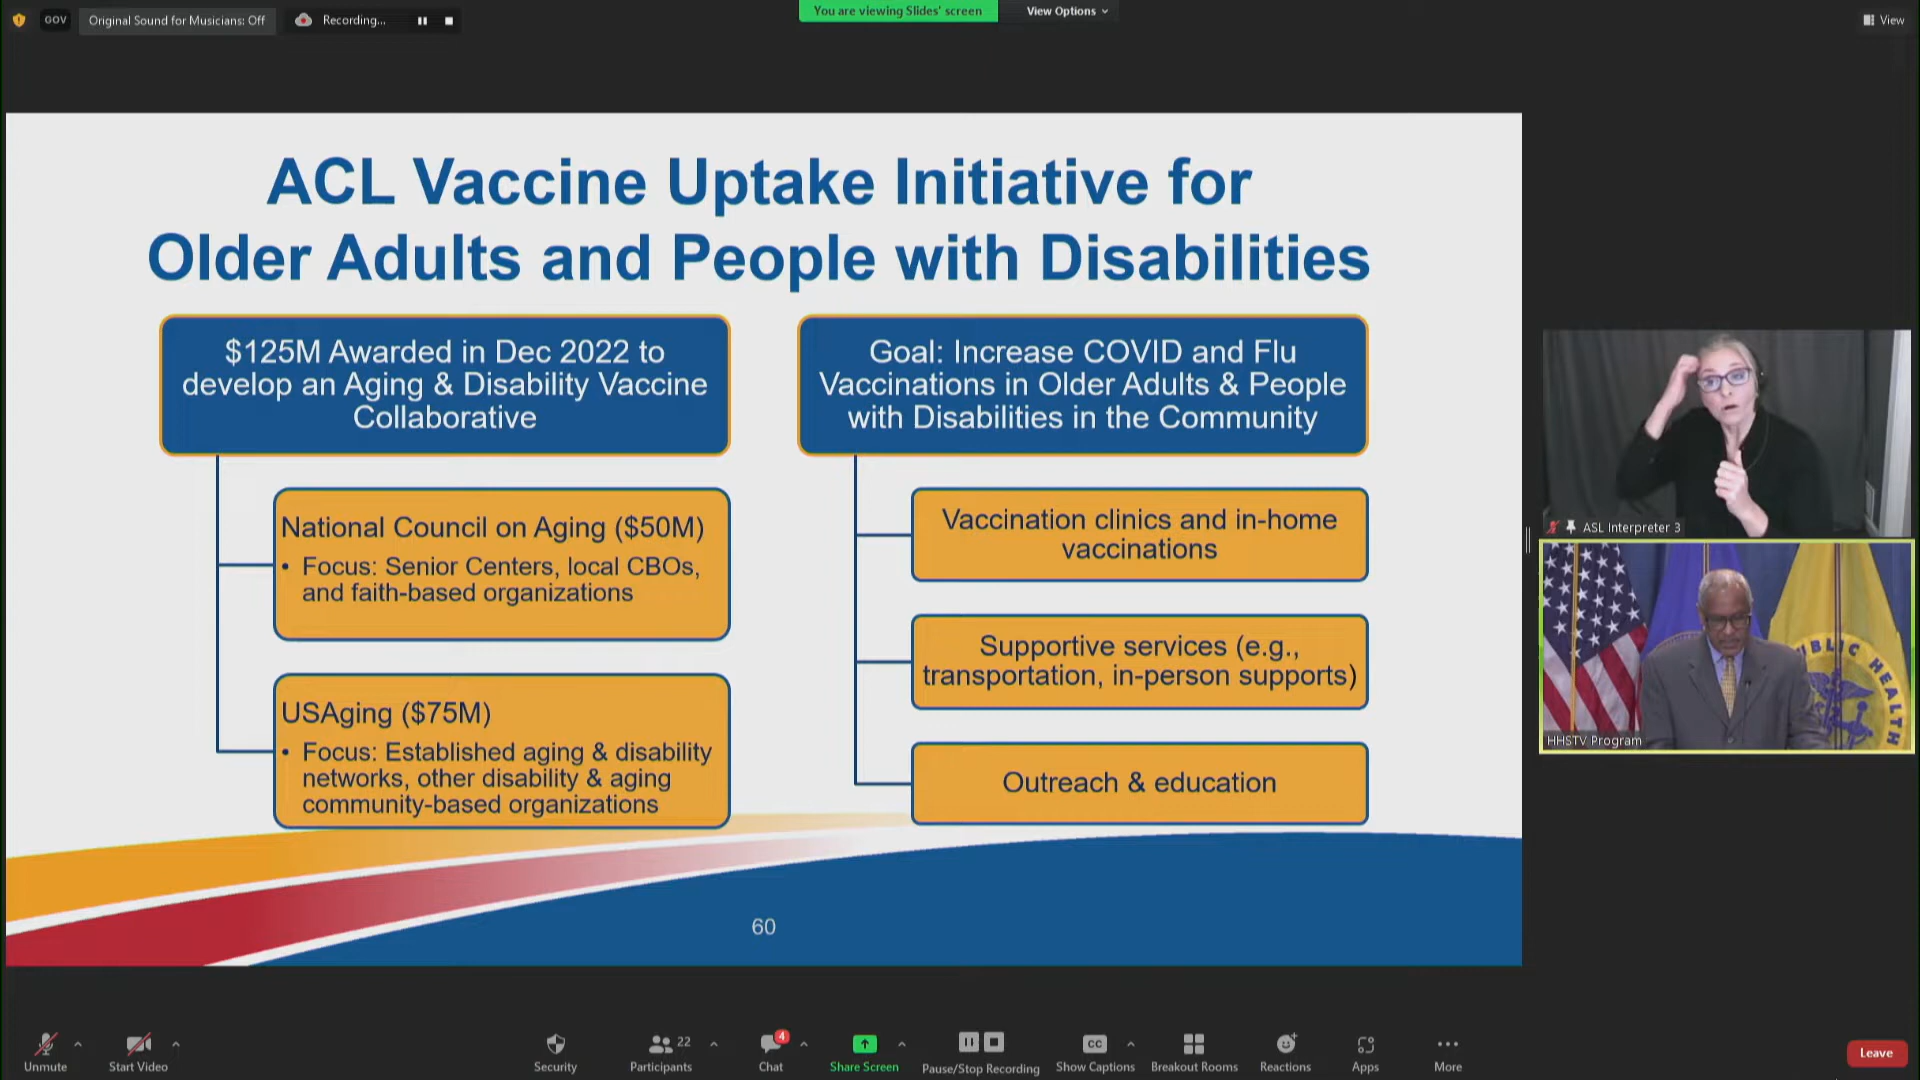 GOV
Original Sound for Musicians: Off
Recording...
You are viewing Slides' screen
View Options
View
ACL Vaccine Uptake Initiative for
Older Adults and People with Disabilities
$125M Awarded in Dec 2022 to
develop an Aging & Disability Vaccine
Collaborative
National Council on Aging ($50M)
• Focus: Senior Centers, local CBOs,
and faith-based organizations
USAging ($75M)
• Focus: Established aging & disability
networks, other disability & aging
community-based organizations
Goal: Increase COVID and Flu
Vaccinations in Older Adults & People
with Disabilities in the Community
Vaccination clinics and in-home
vaccinations
Supportive services (e.g.,
transportation, in-person supports)
Outreach & education
60
ASL Interpreter 3
PUBLIC HEALTH
HHSTV Program
Unmute
Start Video
Security
22
Participants
4
Chat
Share Screen
Pause/Stop Recording
CC
Show Captions
Breakout Rooms
Reactions
Apps
More
Leave